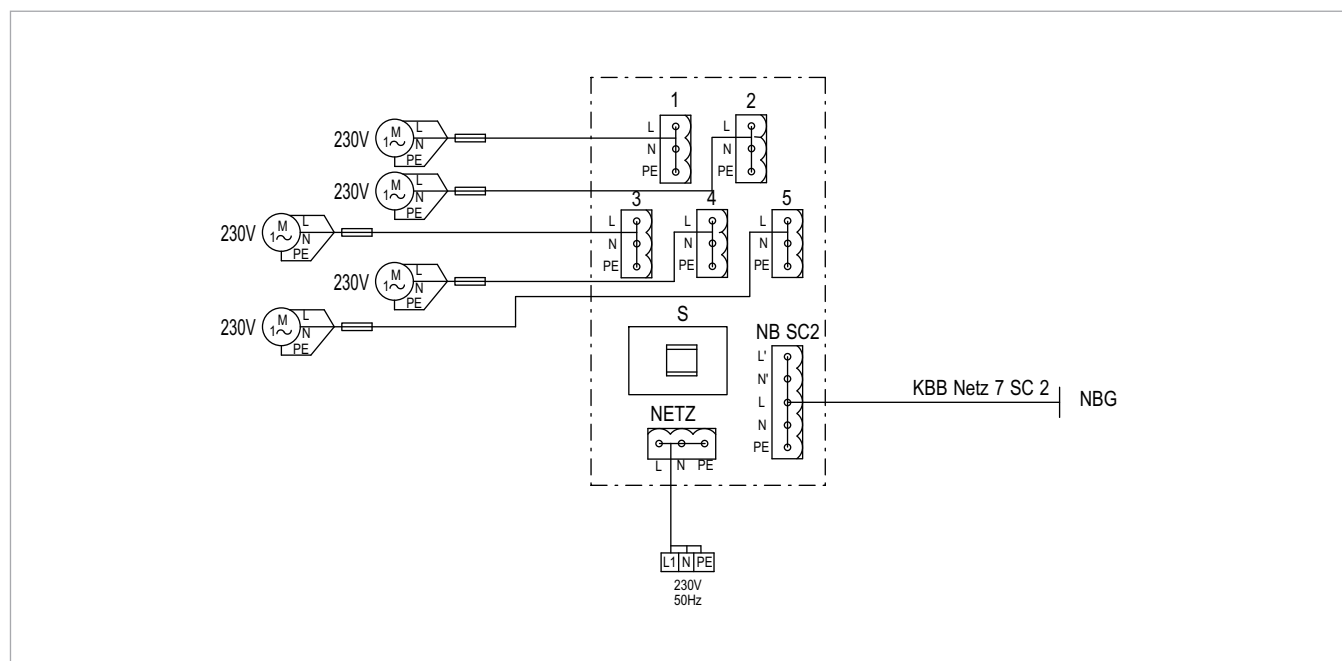 1
2
230V
M
1~
L
N
PE
L
N
PE
L
N
PE
230V
M
1~
L
N
PE
3
4
5
230V
M
1~
L
N
PE
L
N
PE
L
N
PE
L
N
PE
230V
M
1~
L
N
PE
230V
M
1~
L
N
PE
S
NB SC2
L'
N'
L
N
PE
KBB Netz 7 SC 2
NBG
NETZ
L N PE
L1 N PE
230V
50Hz